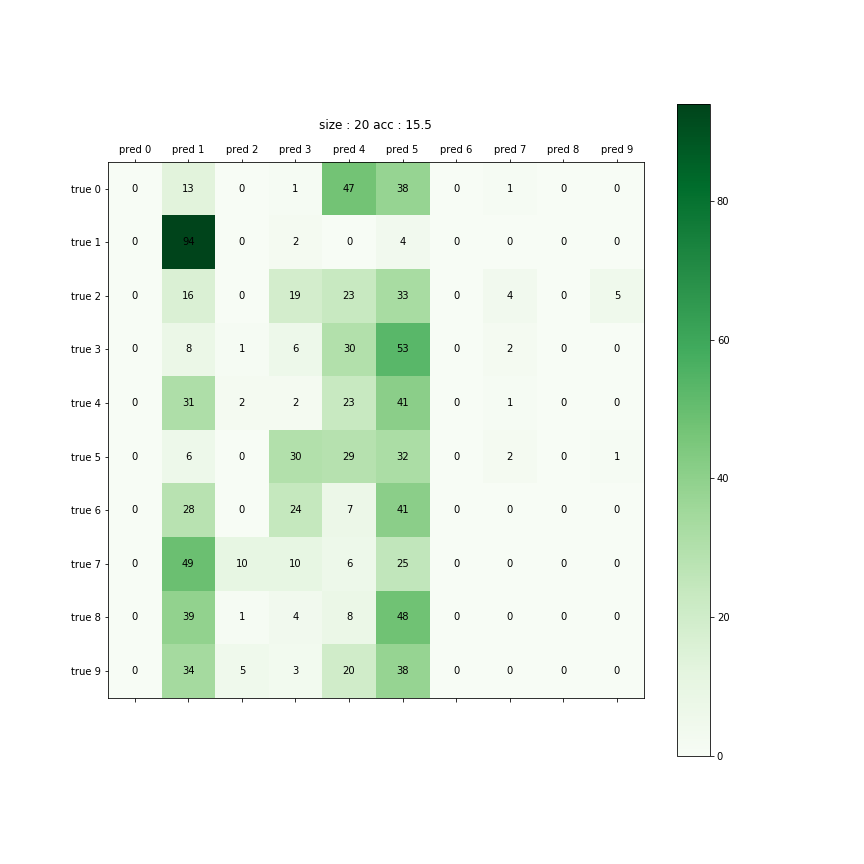 size : 20 acc : 15.5
pred 0 pred 1 pred 2 pred 3 pred 4 pred 5 pred 6 pred 7 pred 8 pred 9
true 0 0 13 0 1 47 38 0 1 0 0
true 1 0 94 0 2 0 4 0 0 0 0
true 2 0 16 0 19 23 33 0 4 0 5
true 3 0 8 1 6 30 53 0 2 0 0
true 4 0 31 2 2 23 41 0 1 0 0
true 5 0 6 0 30 29 32 0 2 0 1
true 6 0 28 0 24 7 41 0 0 0 0
true 7 0 49 10 10 6 25 0 0 0 0
true 8 0 39 1 4 8 48 0 0 0 0
true 9 0 34 5 3 20 38 0 0 0 0
80
60
40
20
0